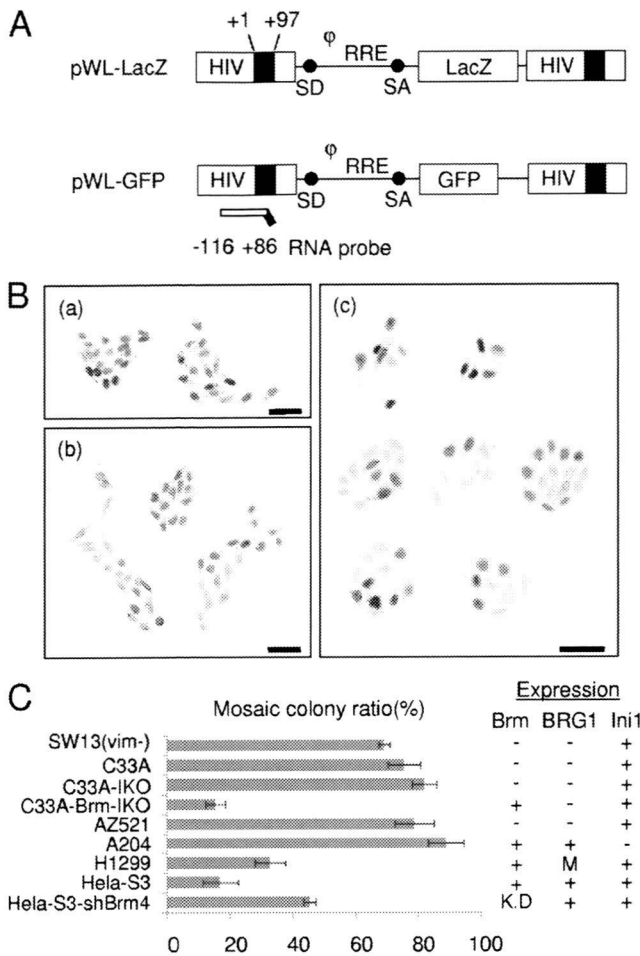 A
+1 +97
φ
pWL-LacZ HIV RRE LacZ HIV
SD SA
φ
pWL-GFP HIV RRE GFP HIV
SD SA
-116 +86 RNA probe
B
(a)
(b)
(c)
C
Mosaic colony ratio(%)
Expression
Brm BRG1 Ini1
SW13(vim-) - - +
C33A - - +
C33A-IKO - - +
C33A-Brm-IKO + - +
AZ521 - - +
A204 + + -
H1299 + M +
Hela-S3 + + +
Hela-S3-shBrm4 K.D + +
0 20 40 60 80 100